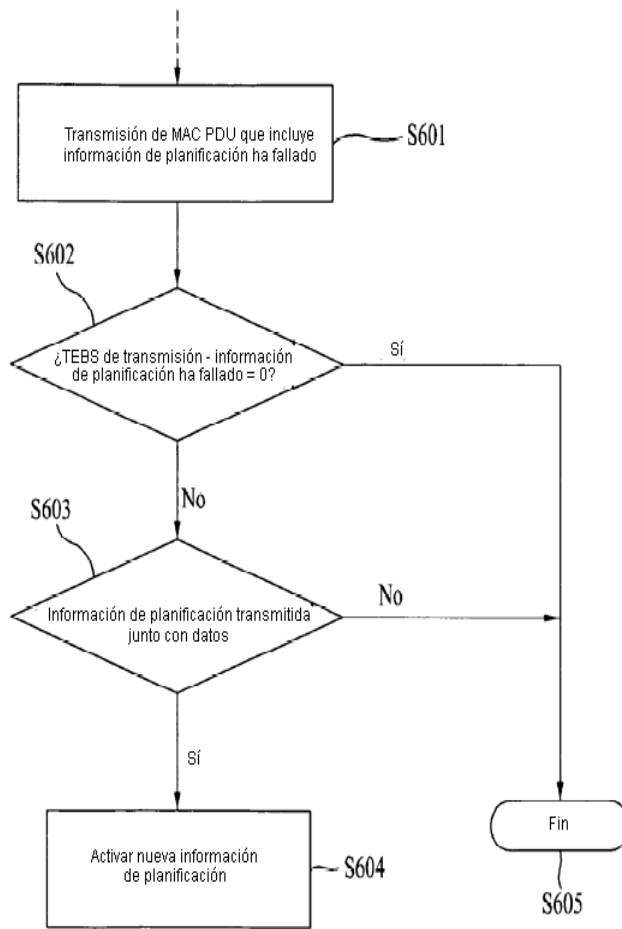 Transmisión de MAC PDU que incluye
información de planificación ha fallado
S601
S602
¿TEBS de transmisión - información
de planificación ha fallado = 0?
Sí
No
S603
Información de planificación transmitida
junto con datos
No
Sí
Activar nueva información
de planificación
S604
Fin
S605